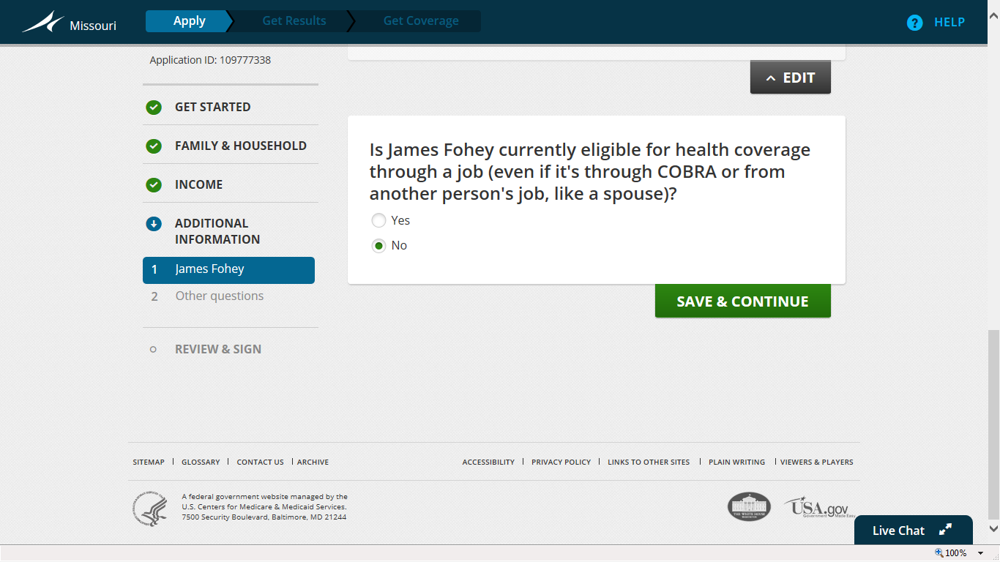 Missouri
Apply
Get Results
Get Coverage
? HELP
Application ID: 109777338
GET STARTED
FAMILY & HOUSEHOLD
INCOME
ADDITIONAL
INFORMATION
1 James Fohey
2 Other questions
REVIEW & SIGN
EDIT
Is James Fohey currently eligible for health coverage
through a job (even if it's through COBRA or from
another person's job, like a spouse)?
Yes
No
SAVE & CONTINUE
SITEMAP | GLOSSARY | CONTACT US | ARCHIVE
ACCESSIBILITY | PRIVACY POLICY | LINKS TO OTHER SITES | PLAIN WRITING | VIEWERS & PLAYERS
A federal government website managed by the
U.S. Centers for Medicare & Medicaid Services.
7500 Security Boulevard, Baltimore, MD 21244
THE WHITE HOUSE
USA.gov
Government Made Easy
Live Chat
100%